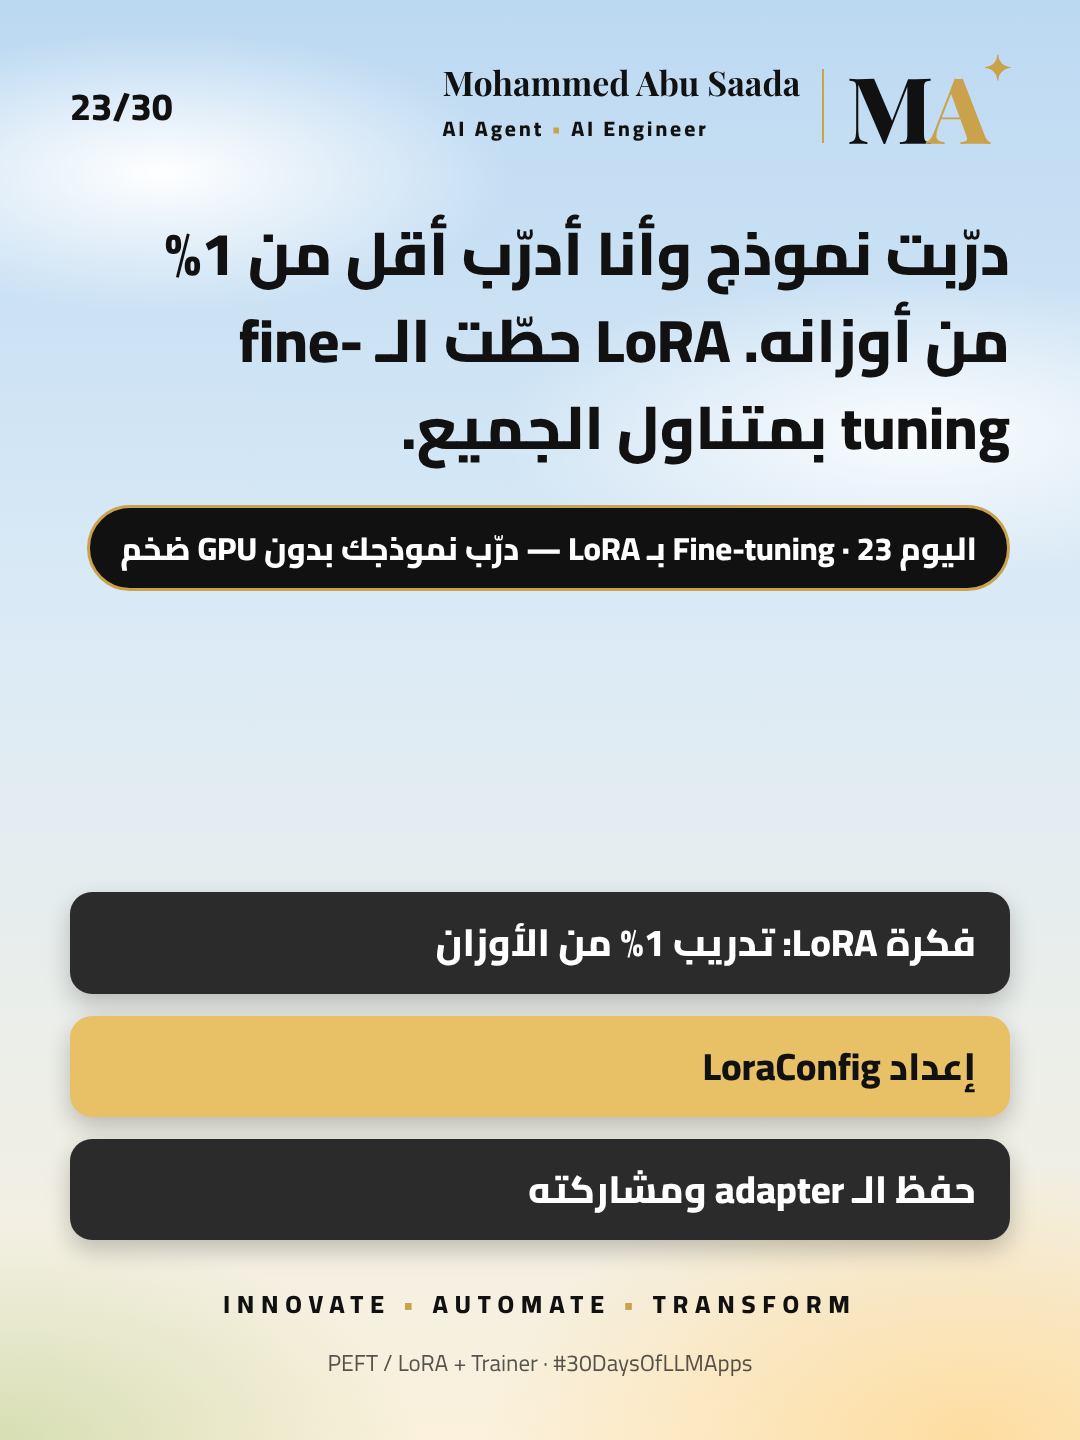 MA
Mohammed Abu Saada
AI Agent ▪ AI Engineer
23/30
درّبت نموذج وأنا أدرّب أقل من 1%
من أوزانه. LoRA حطّت الـ fine-
tuning بمتناول الجميع.
اليوم 23 · Fine-tuning بـ LoRA — درّب نموذجك بدون GPU ضخم
فكرة LoRA: تدريب 1% من الأوزان
إعداد LoraConfig
حفظ الـ adapter ومشاركته
INNOVATE ▪ AUTOMATE ▪ TRANSFORM
PEFT / LoRA + Trainer · #30DaysOfLLMApps